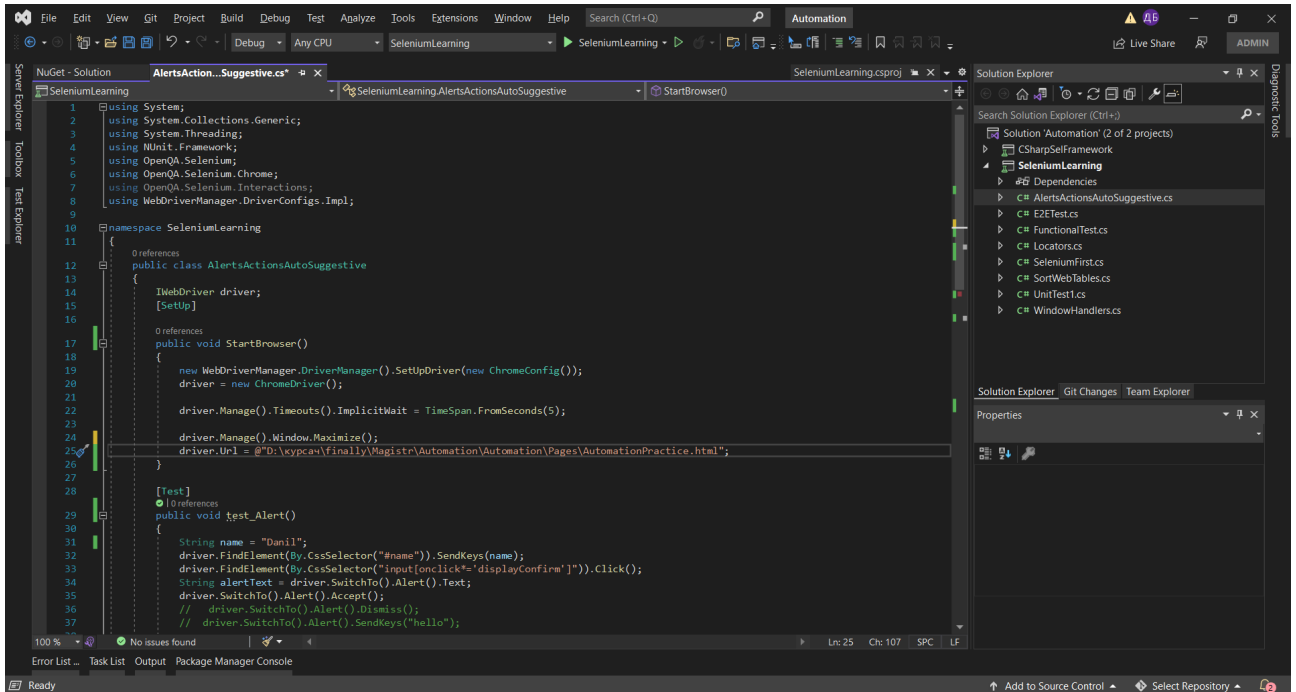 File Edit View Git Project Build Debug Test Analyze Tools Extensions Window Help Search (Ctrl+Q) Automation ДБ
Debug Any CPU SeleniumLearning SeleniumLearning Live Share ADMIN
Server Explorer
Toolbox
Test Explorer
NuGet - Solution AlertsAction...Suggestive.cs* SeleniumLearning.csproj
SeleniumLearning SeleniumLearning.AlertsActionsAutoSuggestive StartBrowser()
1 using System;
2 using System.Collections.Generic;
3 using System.Threading;
4 using NUnit.Framework;
5 using OpenQA.Selenium;
6 using OpenQA.Selenium.Chrome;
7 using OpenQA.Selenium.Interactions;
8 using WebDriverManager.DriverConfigs.Impl;
9
10 namespace SeleniumLearning
11 {
0 references
12 public class AlertsActionsAutoSuggestive
13 {
14 IWebDriver driver;
15 [SetUp]
16
0 references
17 public void StartBrowser()
18 {
19 new WebDriverManager.DriverManager().SetUpDriver(new ChromeConfig());
20 driver = new ChromeDriver();
21
22 driver.Manage().Timeouts().ImplicitWait = TimeSpan.FromSeconds(5);
23
24 driver.Manage().Window.Maximize();
25 driver.Url = @"D:\курсач\finally\Magistr\Automation\Automation\Pages\AutomationPractice.html";
26 }
27
28 [Test]
0 references
29 public void test_Alert()
30 {
31 String name = "Danil";
32 driver.FindElement(By.CssSelector("#name")).SendKeys(name);
33 driver.FindElement(By.CssSelector("input[onclick*='displayConfirm']")).Click();
34 String alertText = driver.SwitchTo().Alert().Text;
35 driver.SwitchTo().Alert().Accept();
36 // driver.SwitchTo().Alert().Dismiss();
37 // driver.SwitchTo().Alert().SendKeys("hello");
100 % No issues found Ln: 25 Ch: 107 SPC LF
Error List ... Task List Output Package Manager Console
Solution Explorer
Search Solution Explorer (Ctrl+;)
Solution 'Automation' (2 of 2 projects)
CSharpSelFramework
SeleniumLearning
Dependencies
C# AlertsActionsAutoSuggestive.cs
C# E2ETest.cs
C# FunctionalTest.cs
C# Locators.cs
C# SeleniumFirst.cs
C# SortWebTables.cs
C# UnitTest1.cs
C# WindowHandlers.cs
Solution Explorer Git Changes Team Explorer
Properties
Diagnostic Tools
Ready Add to Source Control Select Repository 2